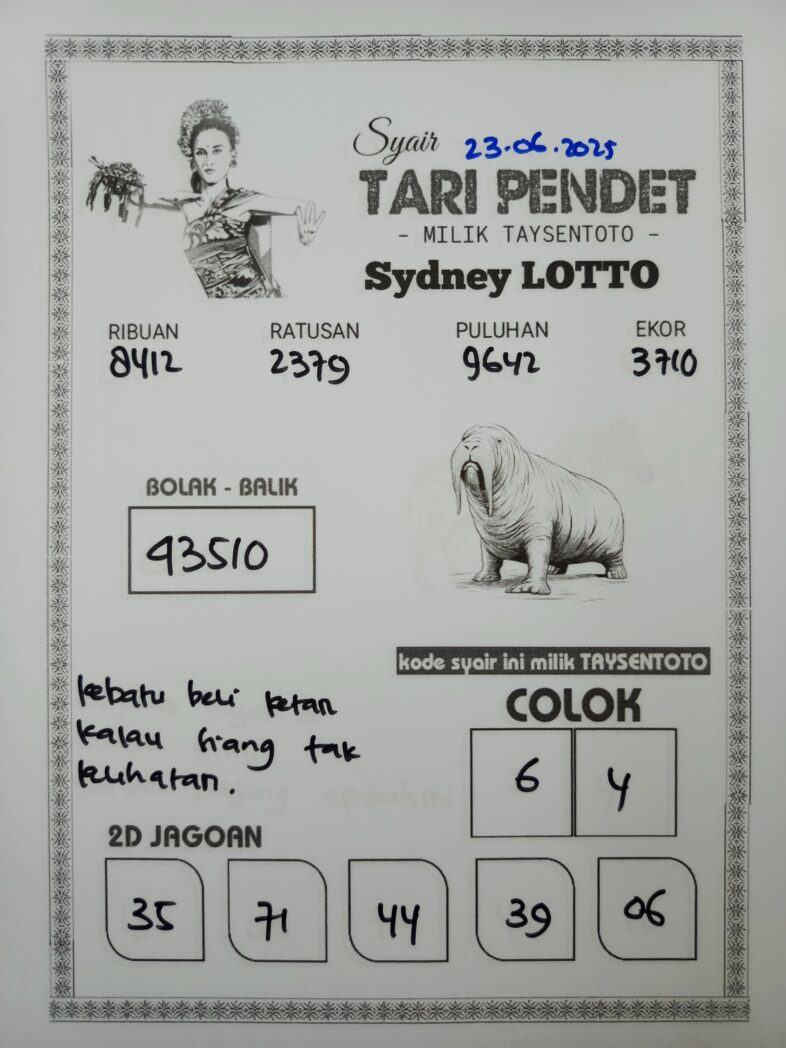 Syair 23.06.2025
TARI PENDET
- MILIK TAYSENTOTO -
Sydney LOTTO
RIBUAN RATUSAN PULUHAN EKOR
8412 2379 9642 3710
BOLAK - BALIK
93510
kode syair ini milik TAYSENTOTO
kebatu beli ketan
kalau siang tak
kelihatan.
COLOK
6 4
2D JAGOAN
35 71 44 39 06